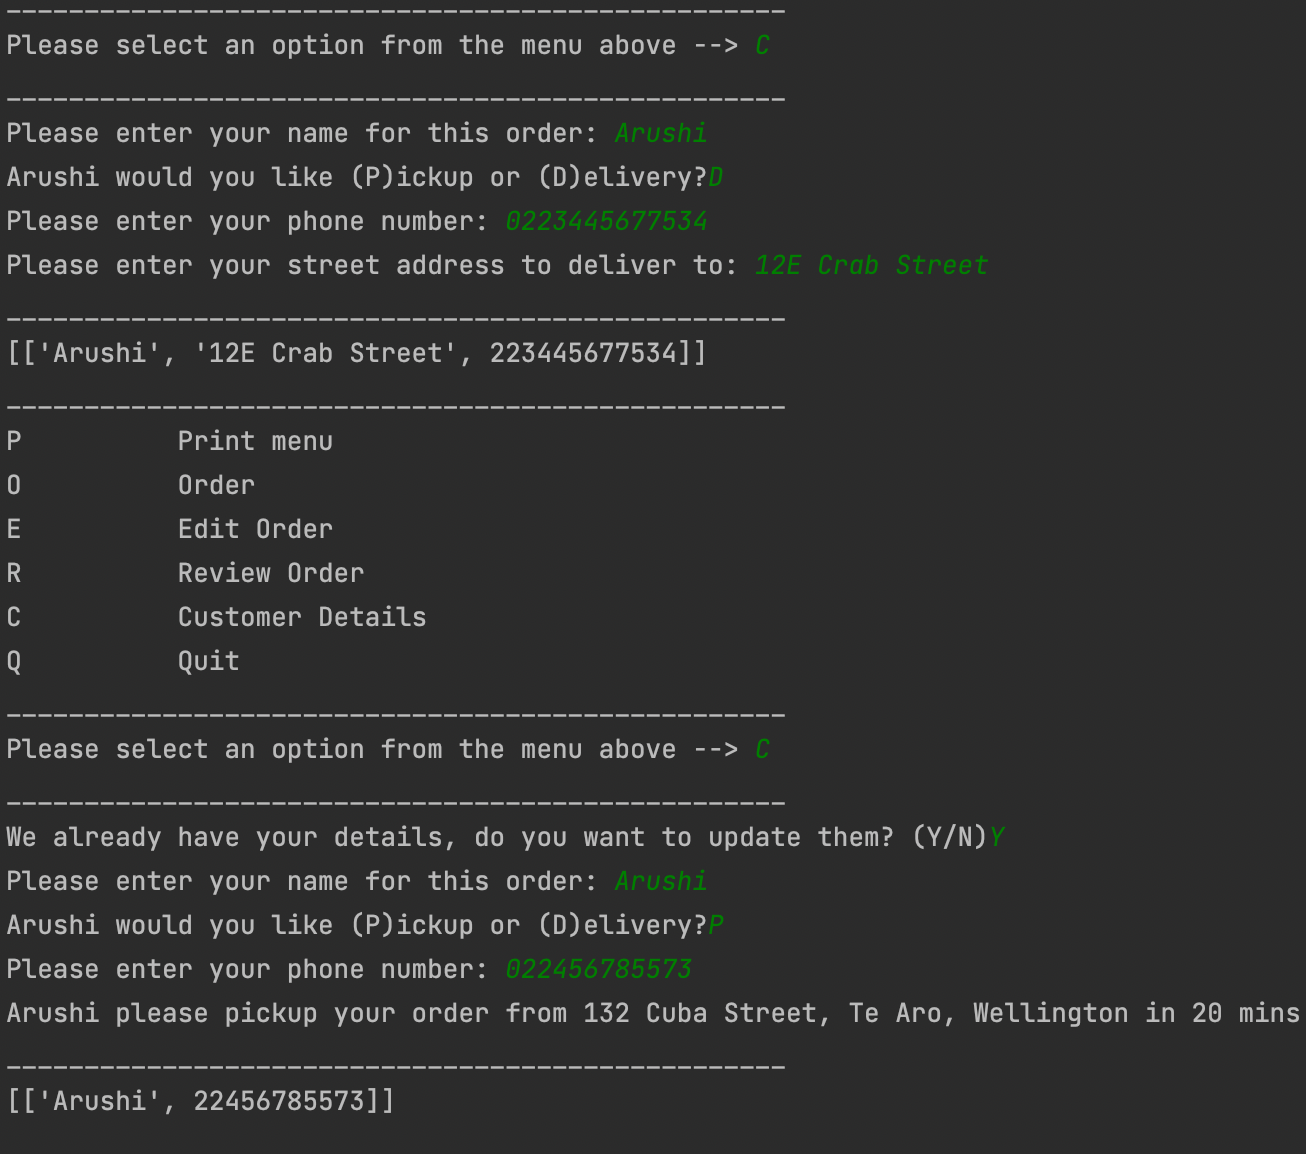 --------------------------------------------------
Please select an option from the menu above --> C
--------------------------------------------------
Please enter your name for this order: Arushi
Arushi would you like (P)ickup or (D)elivery?D
Please enter your phone number: 0223445677534
Please enter your street address to deliver to: 12E Crab Street
--------------------------------------------------
[['Arushi', '12E Crab Street', 223445677534]]
--------------------------------------------------
P          Print menu
O          Order
E          Edit Order
R          Review Order
C          Customer Details
Q          Quit
--------------------------------------------------
Please select an option from the menu above --> C
--------------------------------------------------
We already have your details, do you want to update them? (Y/N)Y
Please enter your name for this order: Arushi
Arushi would you like (P)ickup or (D)elivery?P
Please enter your phone number: 022456785573
Arushi please pickup your order from 132 Cuba Street, Te Aro, Wellington in 20 mins
--------------------------------------------------
[['Arushi', 22456785573]]